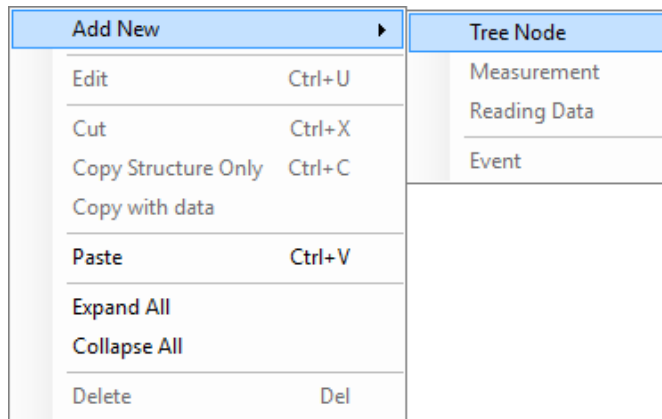 Add New
Edit Ctrl+U
Cut Ctrl+X
Copy Structure Only Ctrl+C
Copy with data
Paste Ctrl+V
Expand All
Collapse All
Delete Del
Tree Node
Measurement
Reading Data
Event